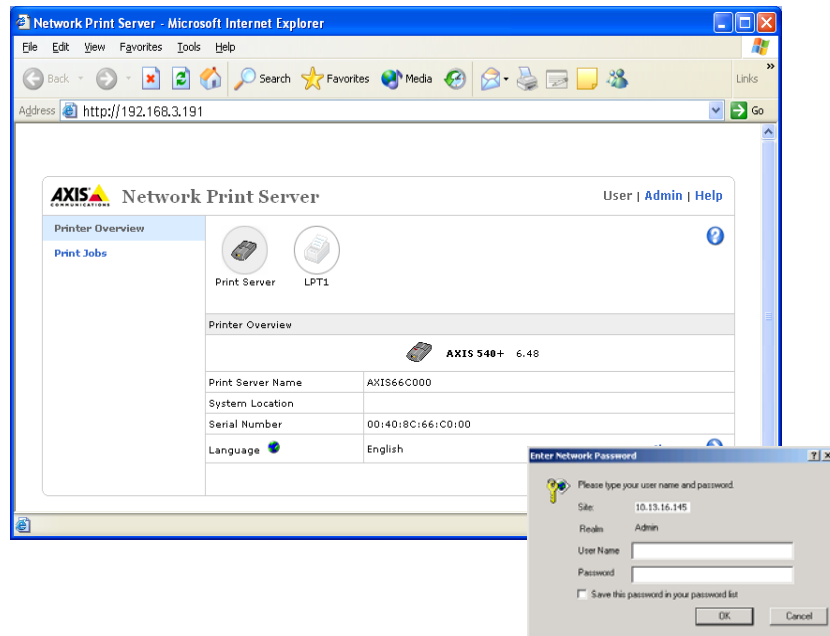 Network Print Server - Microsoft Internet Explorer
File Edit View Favorites Tools Help
Back Search Favorites Media Links
Address http://192.168.3.191 Go
AXIS COMMUNICATIONS Network Print Server User | Admin | Help
Printer Overview
Print Jobs
Print Server LPT1
Printer Overview
AXIS 540+ 6.48
Print Server Name AXIS66C000
System Location
Serial Number 00:40:8C:66:C0:00
Language English
Enter Network Password
Please type your user name and password.
Site: 10.13.16.145
Realm Admin
User Name
Password
Save this password in your password list
OK Cancel